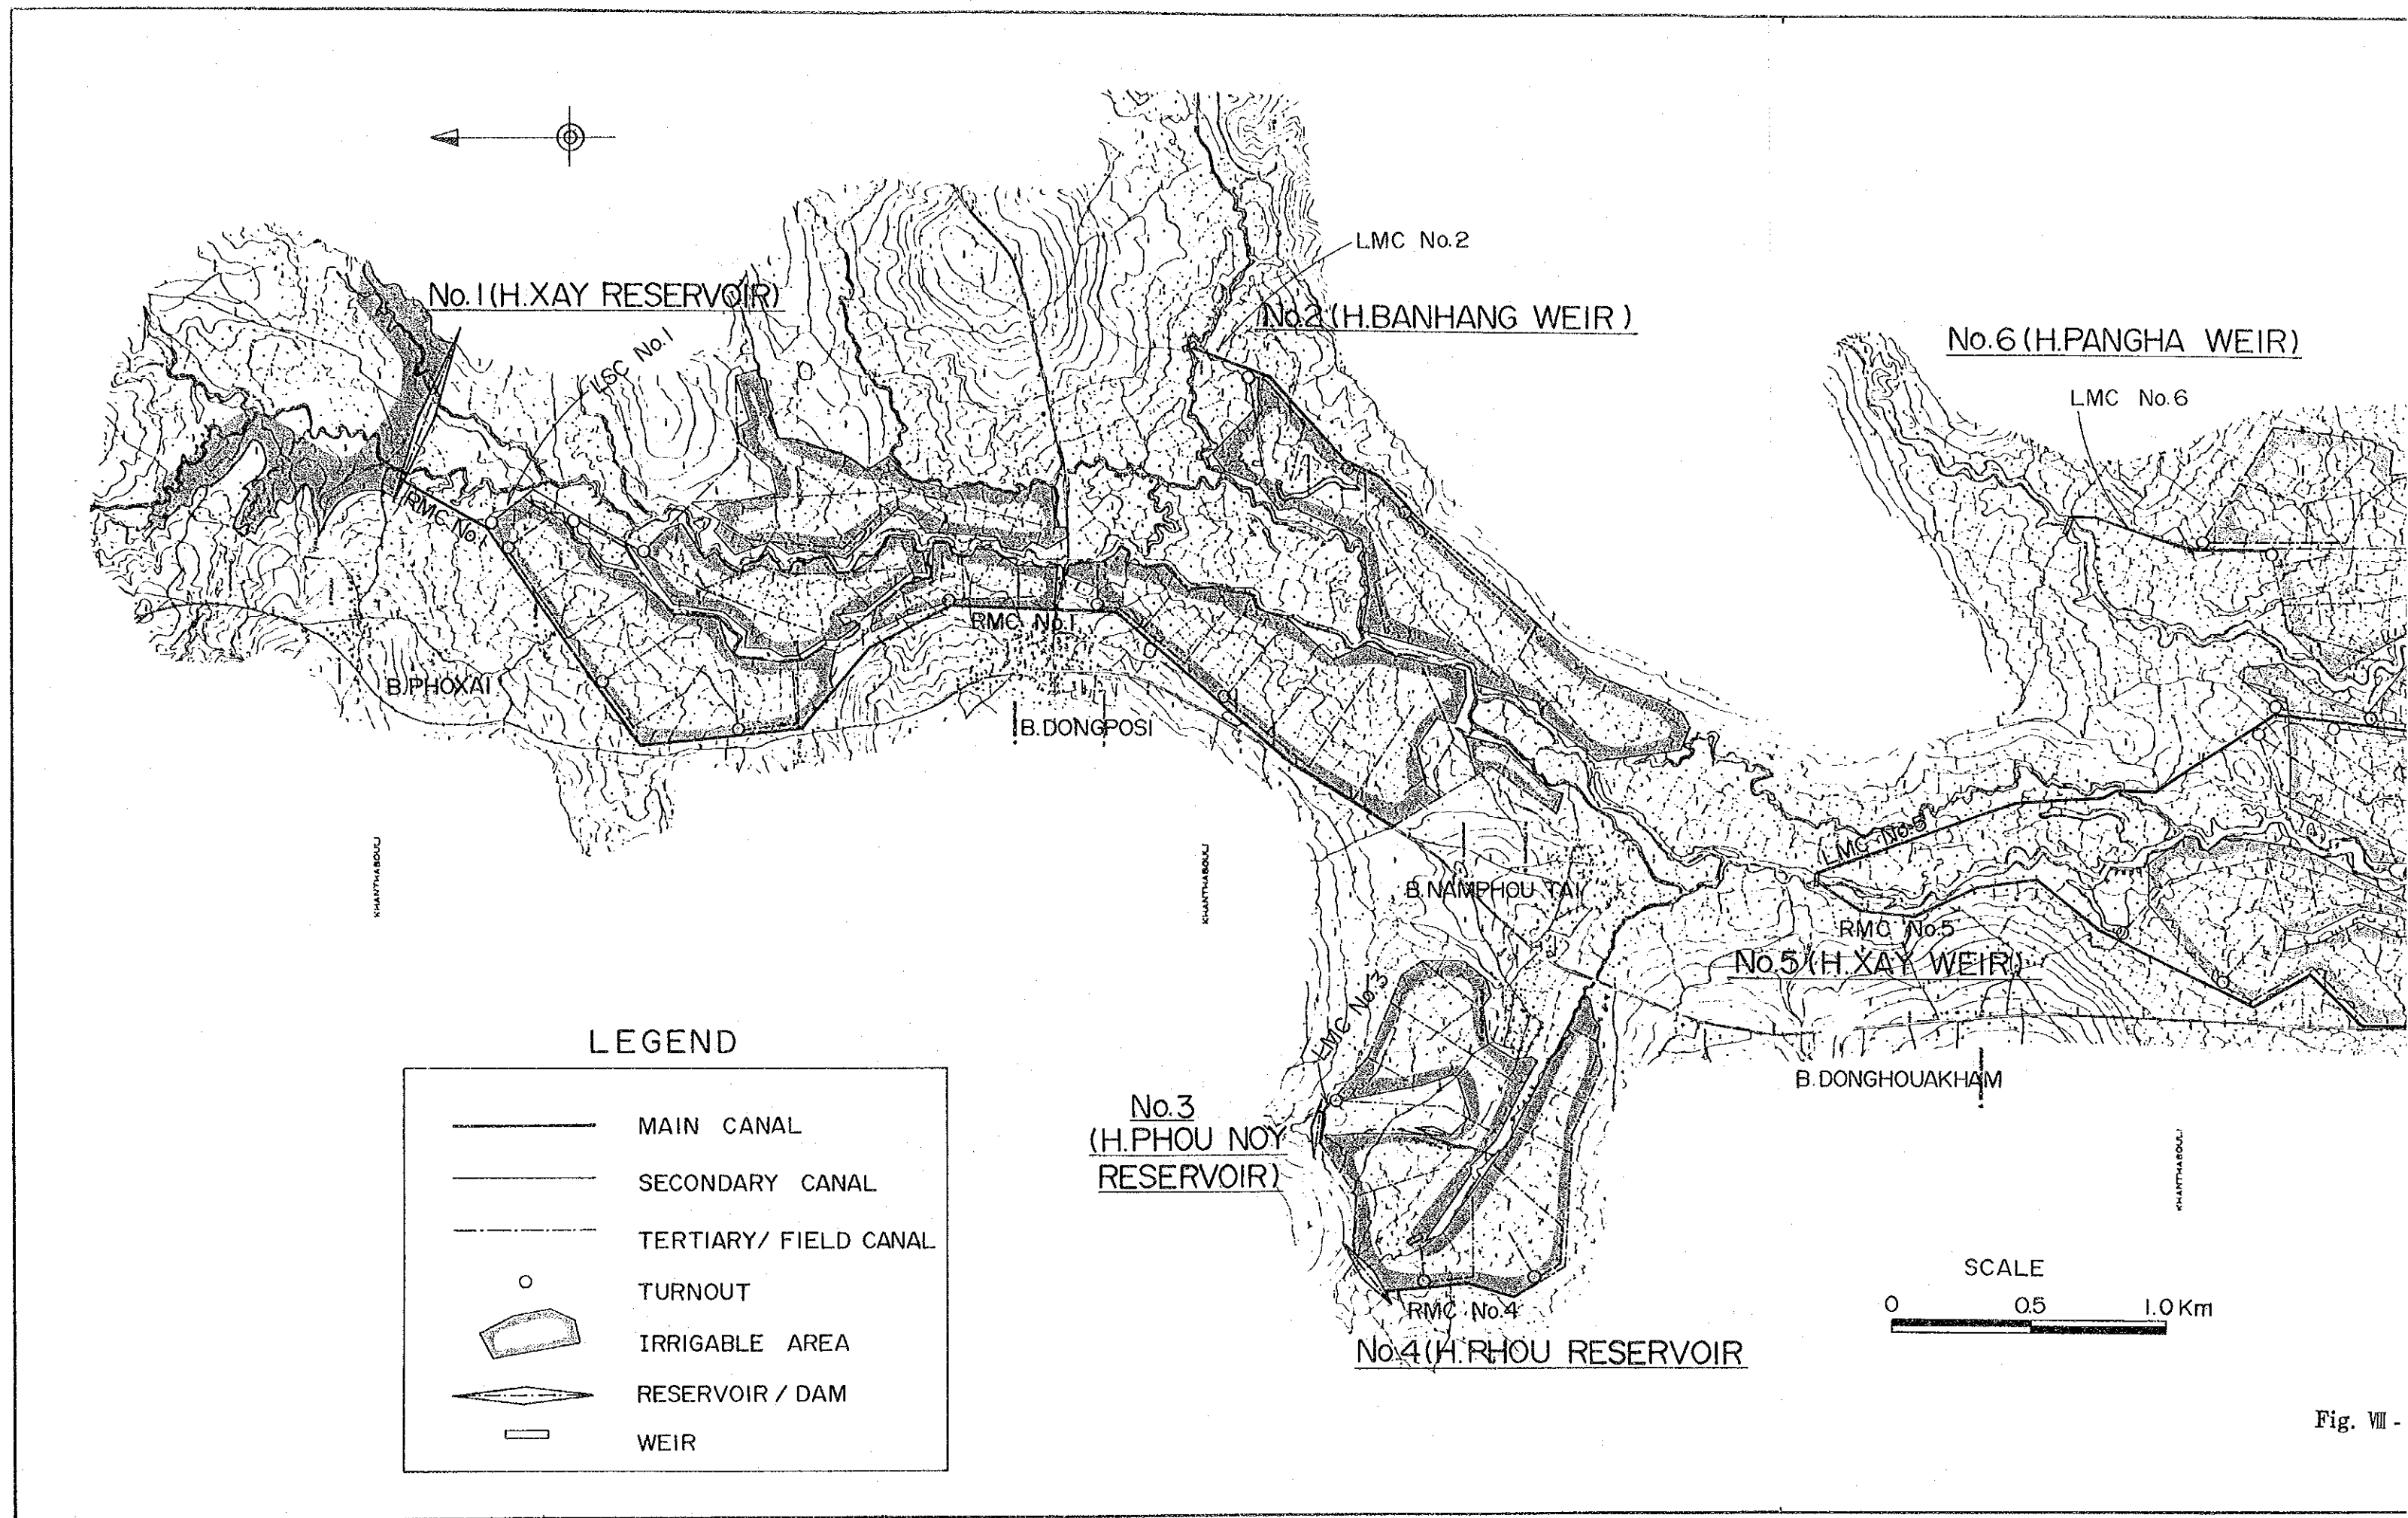 LMC No.2
No.1(H.XAY RESERVOIR)
No.2(H.BANHANG WEIR)
No.6(H.PANGHA WEIR)
LSC No.1
LMC No.6
RMC No.1
RMC No.1
B.PHOXAI
B.DONGPOSI
KHANTHABOULI
KHANTHABOULI
LMC No.5
B.NAMPHOU TAI
RMC No.5
No.5(H.XAY WEIR)
LMC No.3
B.DONGHOUAKHAM
No.3
(H.PHOU NOY
RESERVOIR)
KHANTHABOULI
RMC No.4
No.4(H.PHOU RESERVOIR
LEGEND
MAIN CANAL
SECONDARY CANAL
TERTIARY/ FIELD CANAL
TURNOUT
IRRIGABLE AREA
RESERVOIR / DAM
WEIR
SCALE
0 0.5 1.0 Km
Fig. Ⅷ -